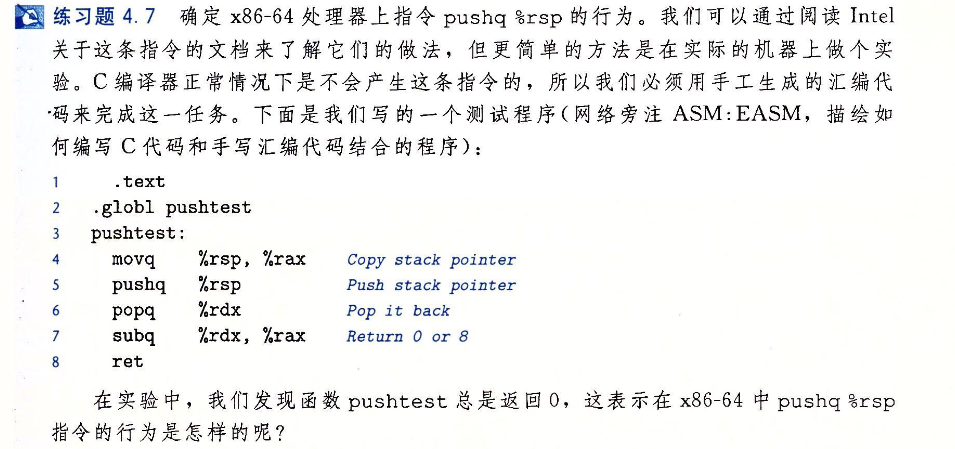 练习题 4.7 确定 x86-64 处理器上指令 pushq %rsp 的行为。我们可以通过阅读 Intel
关于这条指令的文档来了解它们的做法，但更简单的方法是在实际的机器上做个实
验。C 编译器正常情况下是不会产生这条指令的，所以我们必须用手工生成的汇编代
码来完成这一任务。下面是我们写的一个测试程序(网络旁注 ASM:EASM，描绘如
何编写 C 代码和手写汇编代码结合的程序)：
1 .text
2 .globl pushtest
3 pushtest:
4 movq %rsp, %rax Copy stack pointer
5 pushq %rsp Push stack pointer
6 popq %rdx Pop it back
7 subq %rdx, %rax Return 0 or 8
8 ret
在实验中，我们发现函数 pushtest 总是返回 0，这表示在 x86-64 中 pushq %rsp
指令的行为是怎样的呢？